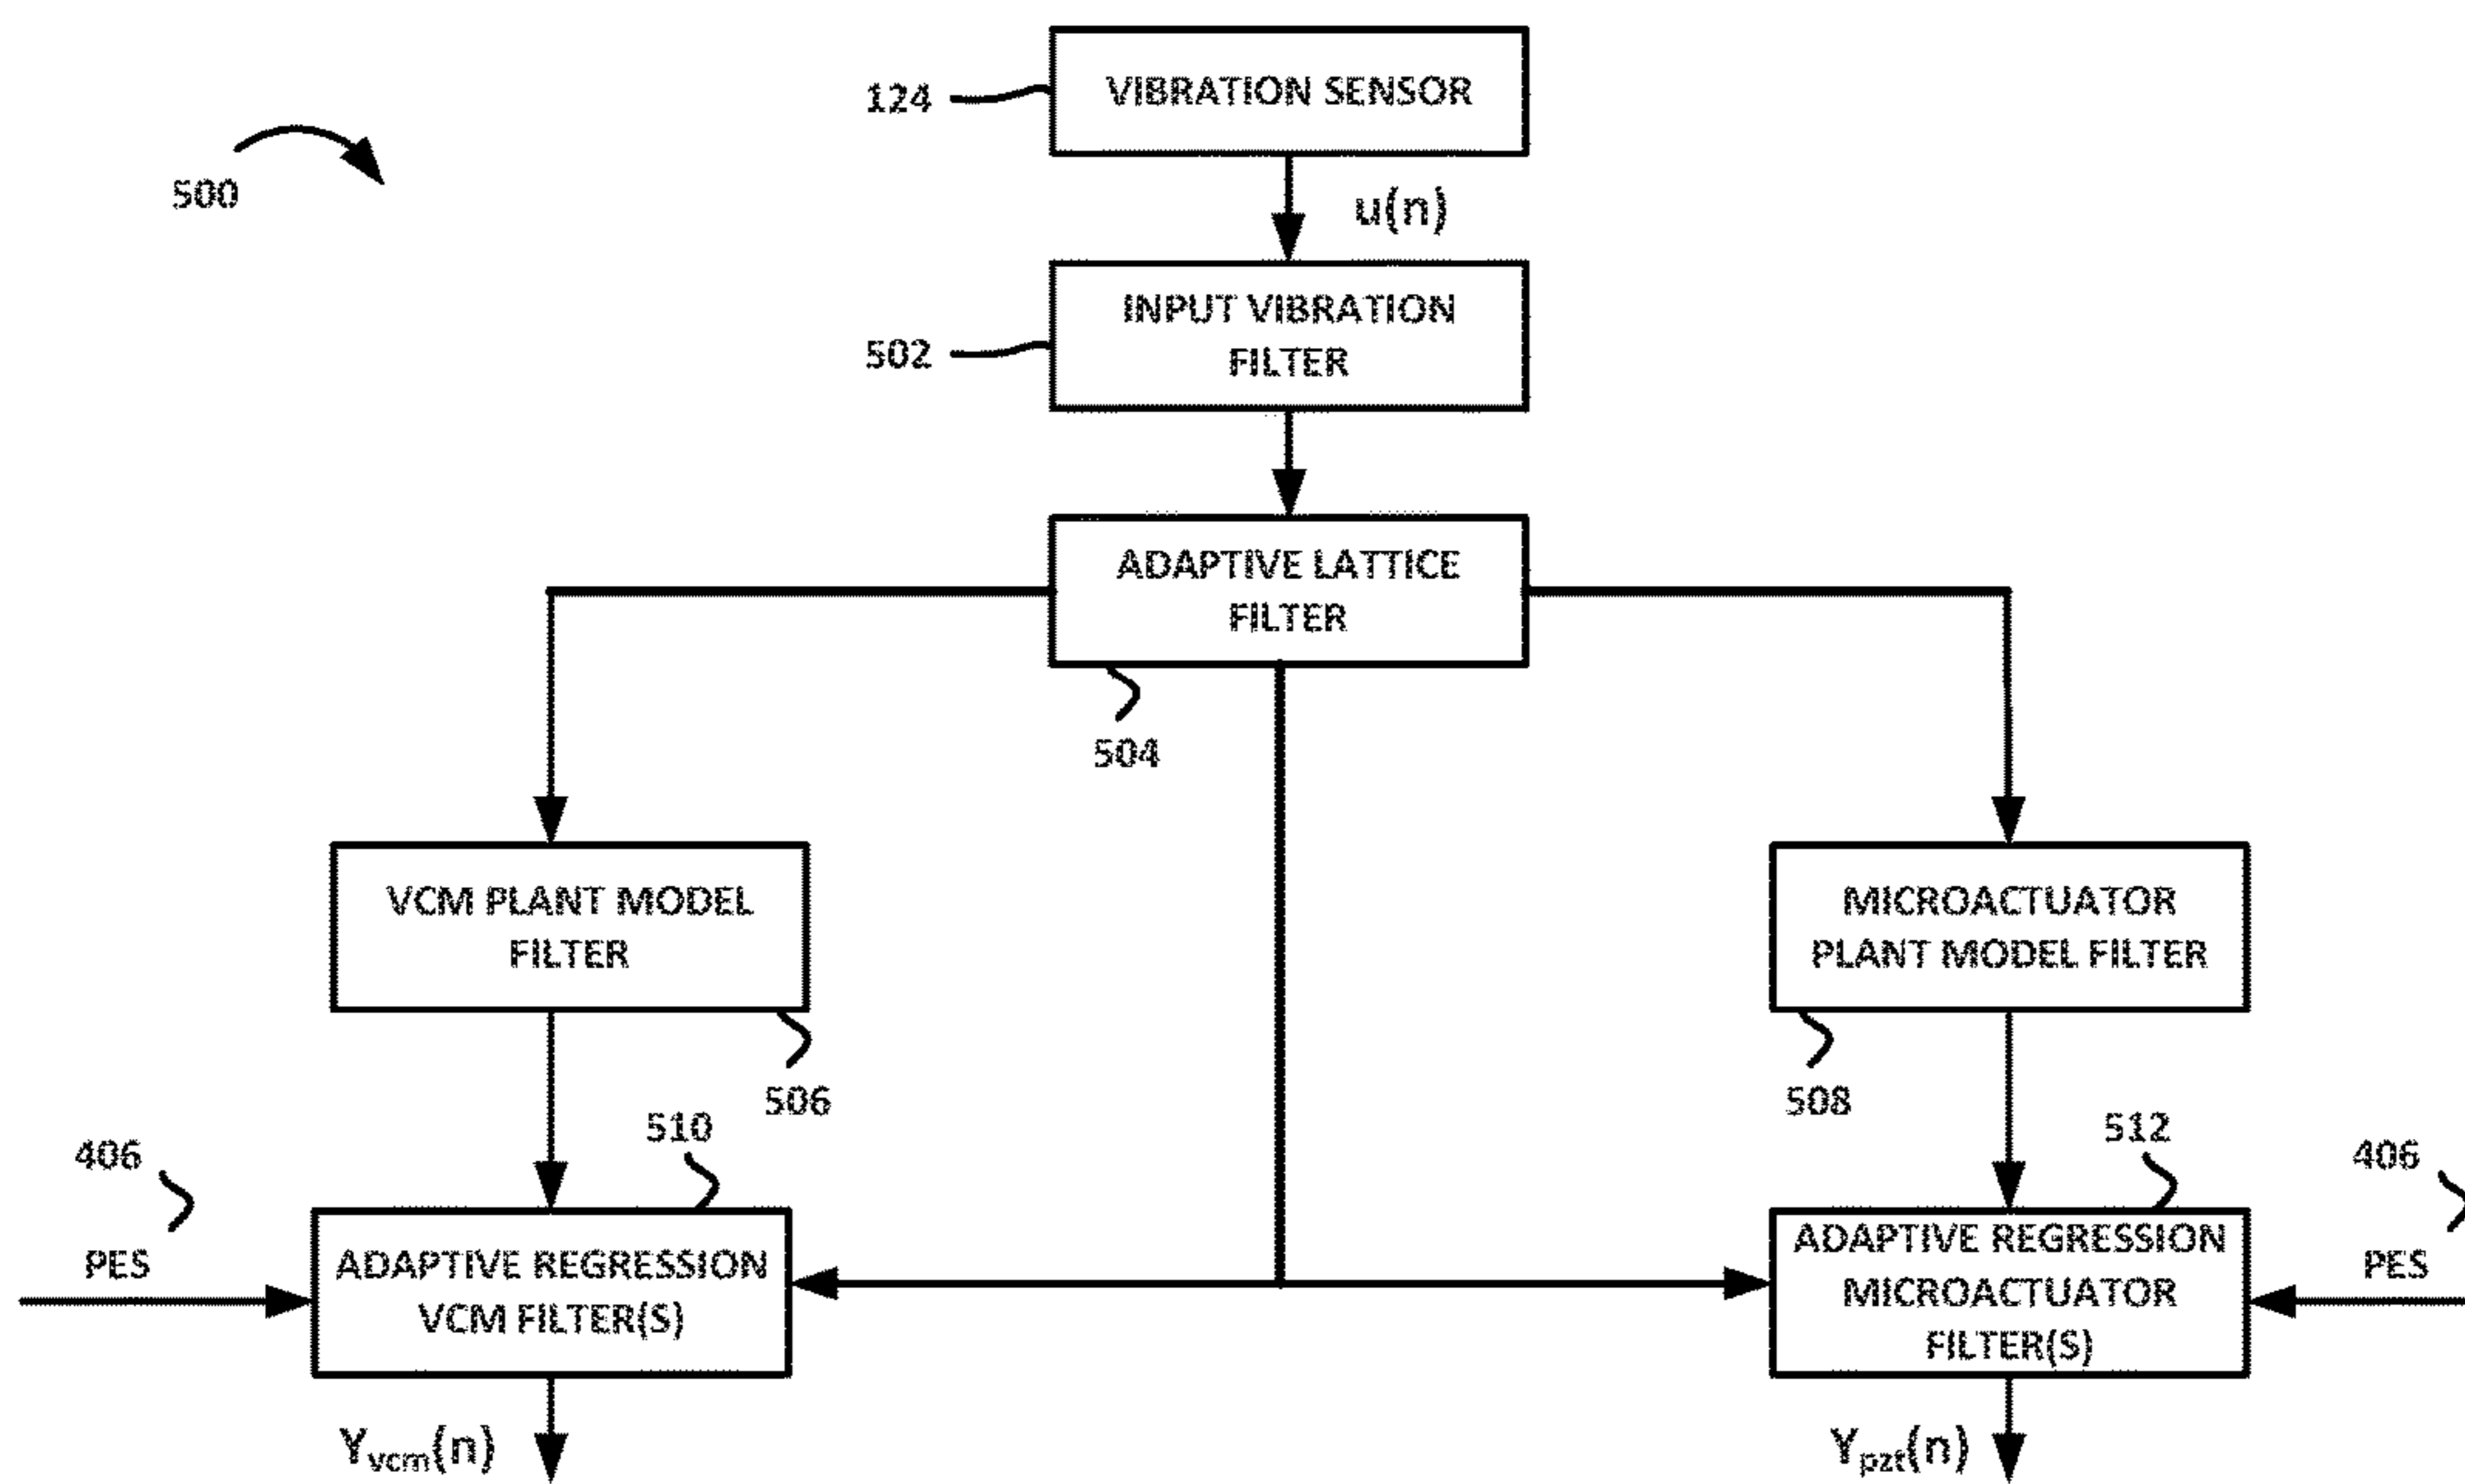 VIBRATION SENSOR
124
500
u(n)
INPUT VIBRATION
FILTER
502
ADAPTIVE LATTICE
FILTER
504
VCM PLANT MODEL
FILTER
506
MICROACTUATOR
PLANT MODEL FILTER
508
406
PES
510
ADAPTIVE REGRESSION
VCM FILTER(S)
512
ADAPTIVE REGRESSION
MICROACTUATOR
FILTER(S)
406
PES
Yvcm(n)
Ypzt(n)